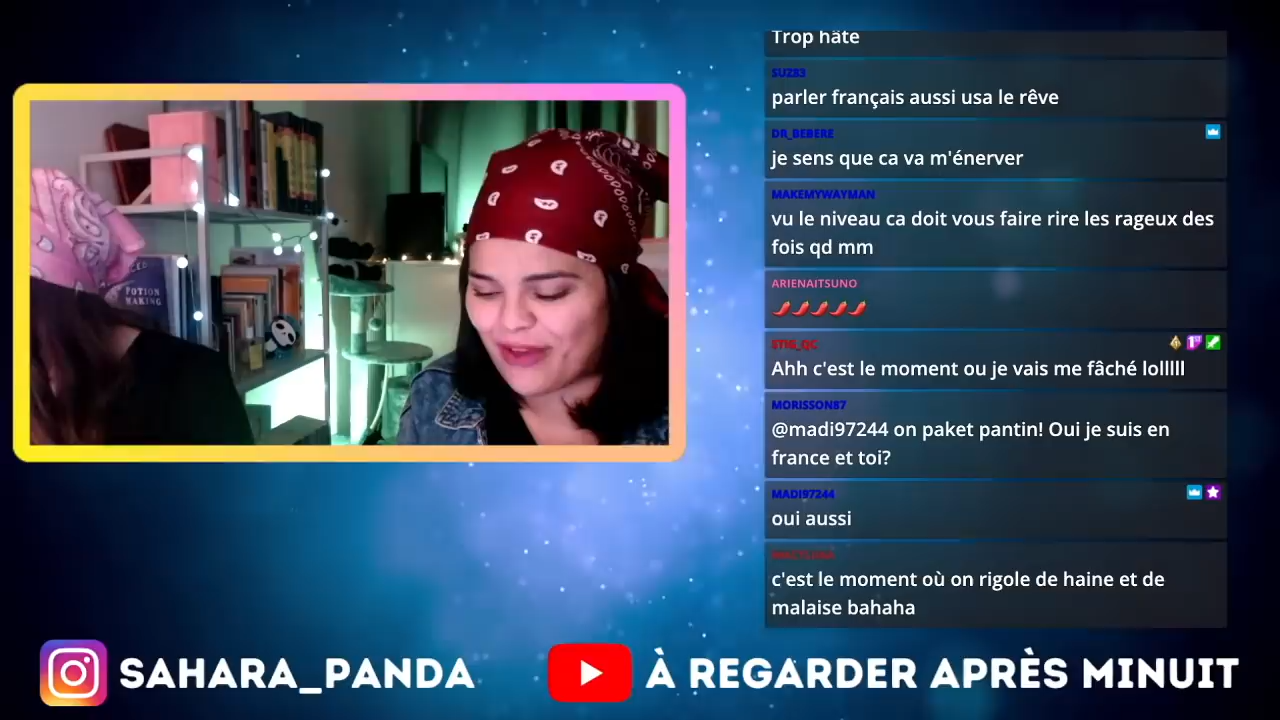 Trop hâte
SUZ83
parler français aussi usa le rêve
DR_BEBERE
je sens que ca va m'énerver
MAKEMYWAYMAN
vu le niveau ca doit vous faire rire les rageux des
fois qd mm
ARIENAITSUNO
STIG_QC
Ahh c'est le moment ou je vais me fâché lolllll
MORISSON87
@madi97244 on paket pantin! Oui je suis en
france et toi?
MADI97244
oui aussi
c'est le moment où on rigole de haine et de
malaise bahaha
POTION
MAKING
SAHARA_PANDA
À REGARDER APRÈS MINUIT